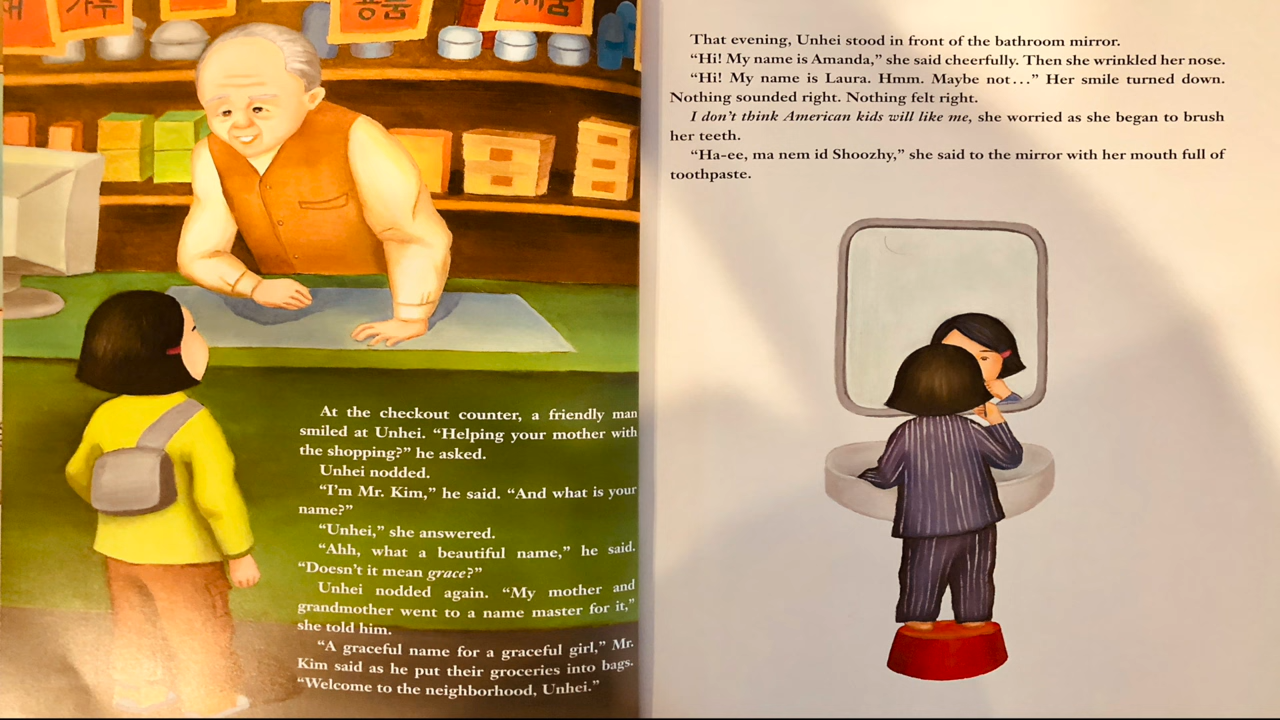 가루
용품
제품
At the checkout counter, a friendly man
smiled at Unhei. “Helping your mother with
the shopping?” he asked.
Unhei nodded.
“I’m Mr. Kim,” he said. “And what is your
name?”
“Unhei,” she answered.
“Ahh, what a beautiful name,” he said.
“Doesn’t it mean grace?”
Unhei nodded again. “My mother and
grandmother went to a name master for it,”
she told him.
“A graceful name for a graceful girl,” Mr.
Kim said as he put their groceries into bags.
“Welcome to the neighborhood, Unhei.”
That evening, Unhei stood in front of the bathroom mirror.
“Hi! My name is Amanda,” she said cheerfully. Then she wrinkled her nose.
“Hi! My name is Laura. Hmm. Maybe not…” Her smile turned down.
Nothing sounded right. Nothing felt right.
I don’t think American kids will like me, she worried as she began to brush
her teeth.
“Ha-ee, ma nem id Shoozhy,” she said to the mirror with her mouth full of
toothpaste.